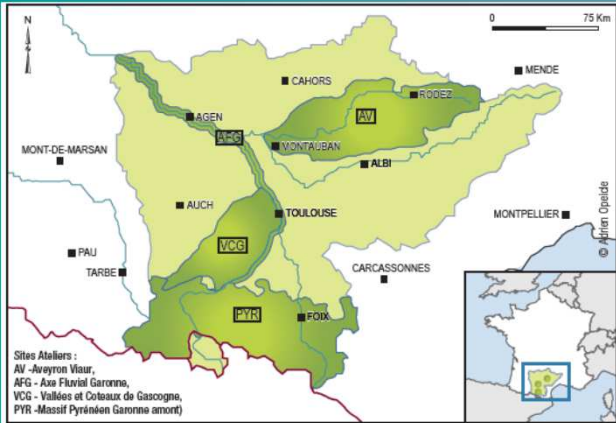 N
0 75 Km
MENDE
CAHORS
RODEZ
AV
AGEN
AFG
MONTAUBAN
MONT-DE-MARSAN
ALBI
AUCH
TOULOUSE
MONTPELLIER
VCG
PAU
TARBE
CARCASSONNES
PYR
FOIX
© Adrien Opelde
Sites Ateliers :
AV -Aveyron Viaur,
AFG - Axe Fluvial Garonne,
VCG - Vallées et Coteaux de Gascogne,
PYR -Massif Pyrénéen Garonne amont)